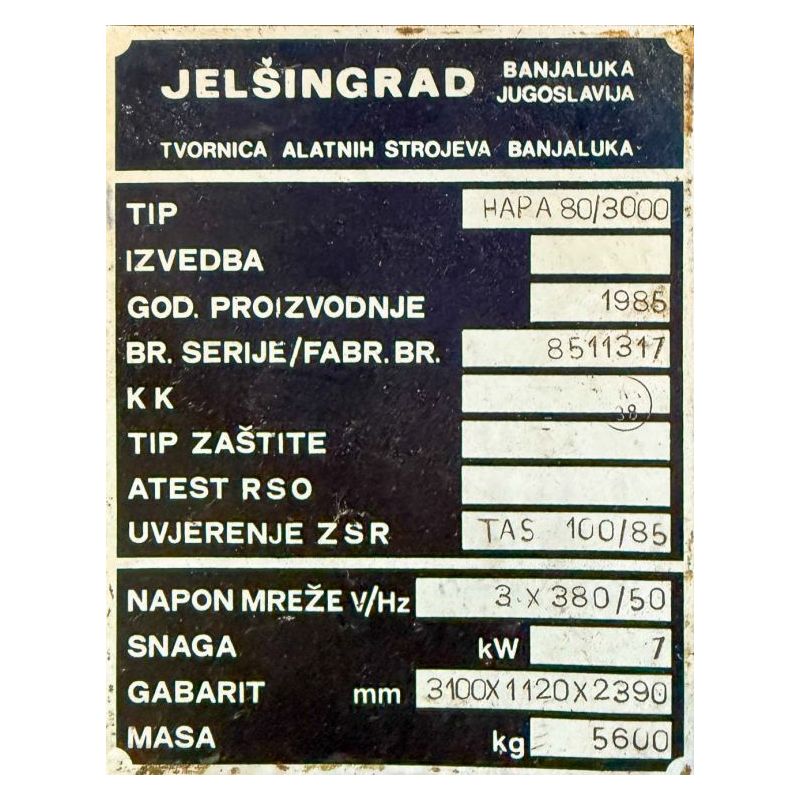 JELŠINGRAD BANJALUKA
JUGOSLAVIJA
TVORNICA ALATNIH STROJEVA BANJALUKA
TIP HAPA 80/3000
IZVEDBA
GOD. PROIZVODNJE 1985
BR. SERIJE/FABR. BR. 8511317
K K
38
TIP ZAŠTITE
ATEST RSO
UVJERENJE ZSR TAS 100/85
NAPON MREŽE V/Hz 3 X 380/50
SNAGA kW 7
GABARIT mm 3100X1120X2390
MASA kg 5600